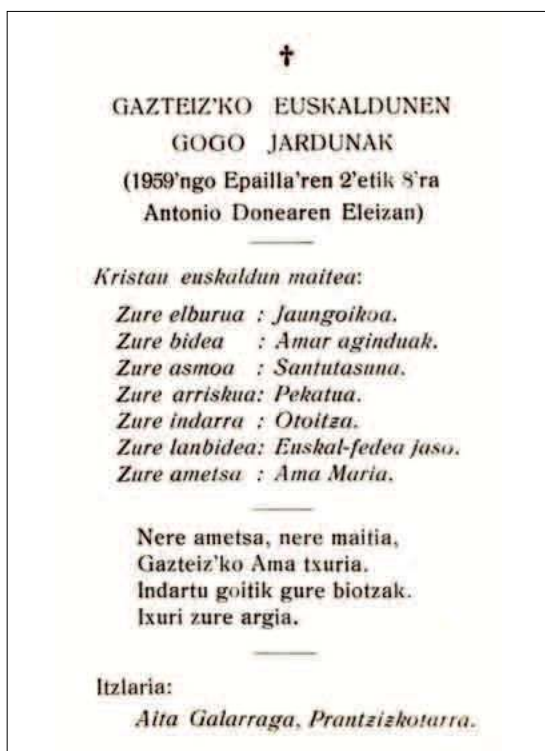 GAZTEIZ'KO EUSKALDUNEN
GOGO JARDUNAK
(1959'ngo Epailla'ren 2'etik 8'ra
Antonio Donearen Eleizan)
Kristau euskaldun maitea:
Zure elburua : Jaungoikoa.
Zure bidea : Amar aginduak.
Zure asmoa : Santutasuna.
Zure arriskua: Pekatua.
Zure indarra : Otoitza.
Zure lanbidea: Euskal-fedea jaso.
Zure ametsa : Ama Maria.
Nere ametsa, nere maitia,
Gazteiz'ko Ama txuria.
Indartu goitik gure biotzak.
Ixuri zure argia.
Itzlaria:
Aita Galarraga, Prantzizkotarra.